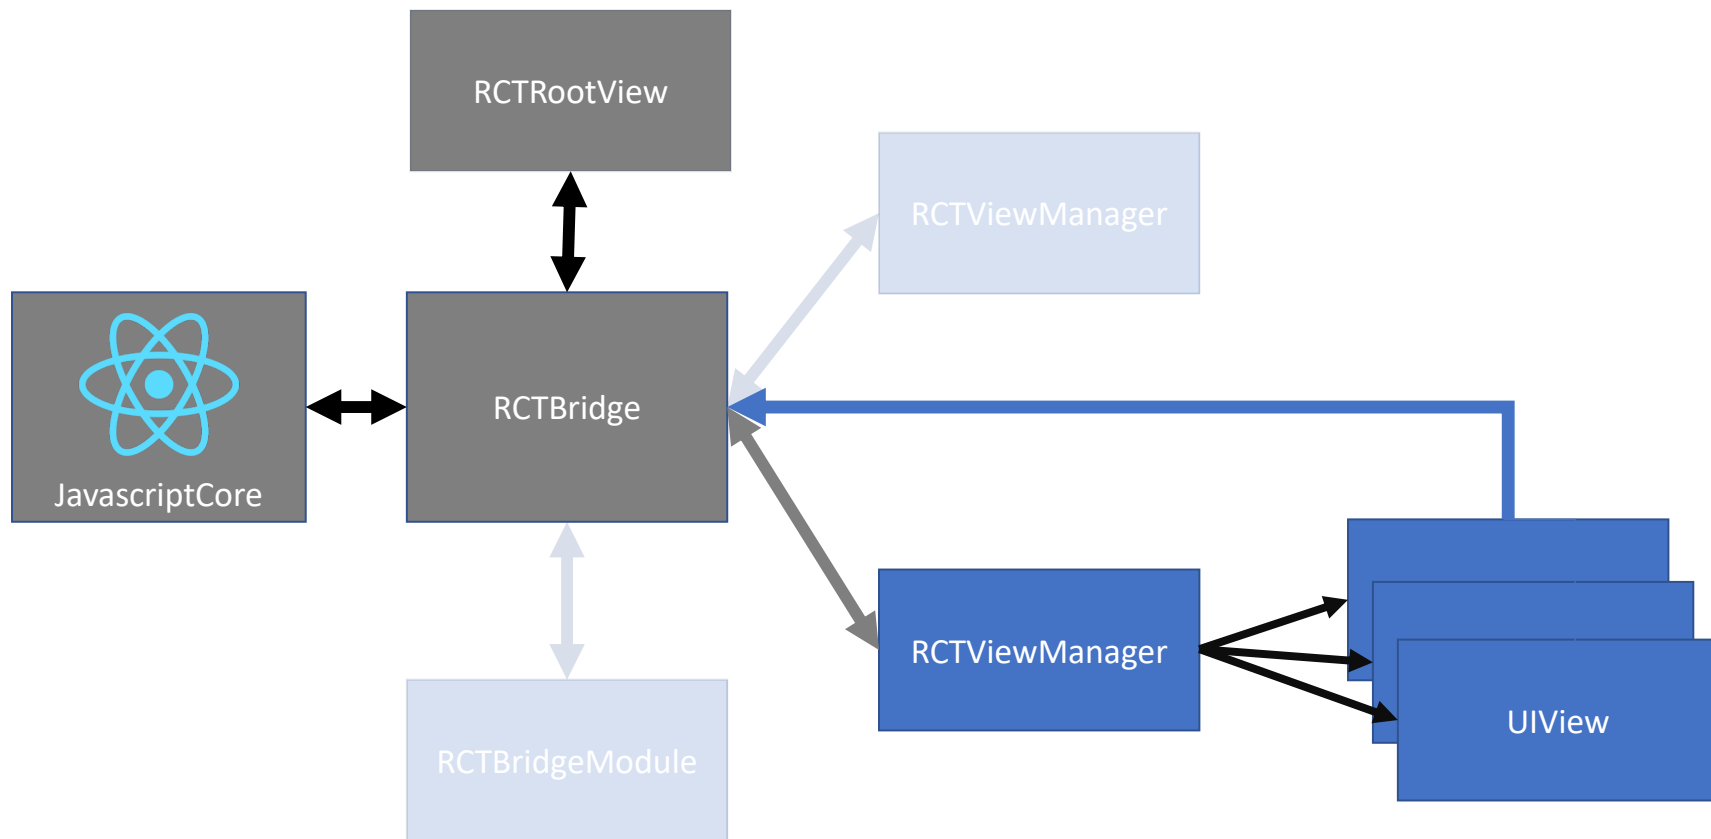 RCTRootView
RCTViewManager
JavascriptCore
RCTBridge
RCTViewManager
UIView
RCTBridgeModule